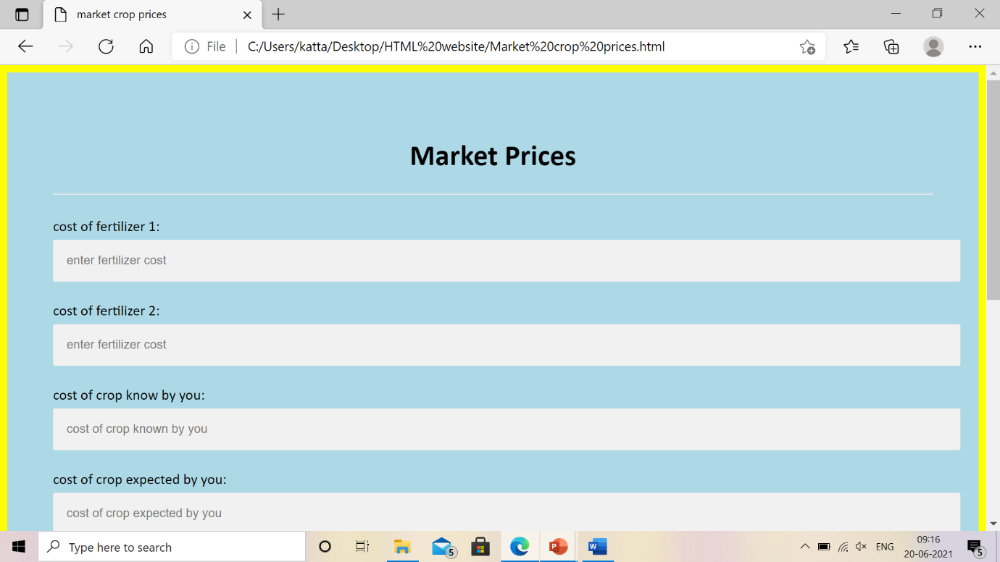 market crop prices
File
C:/Users/katta/Desktop/HTML%20website/Market%20crop%20prices.html
Market Prices
cost of fertilizer 1:
enter fertilizer cost
cost of fertilizer 2:
enter fertilizer cost
cost of crop know by you:
cost of crop known by you
cost of crop expected by you:
cost of crop expected by you
Type here to search
5
P
W
ENG
09:16
20-06-2021
5